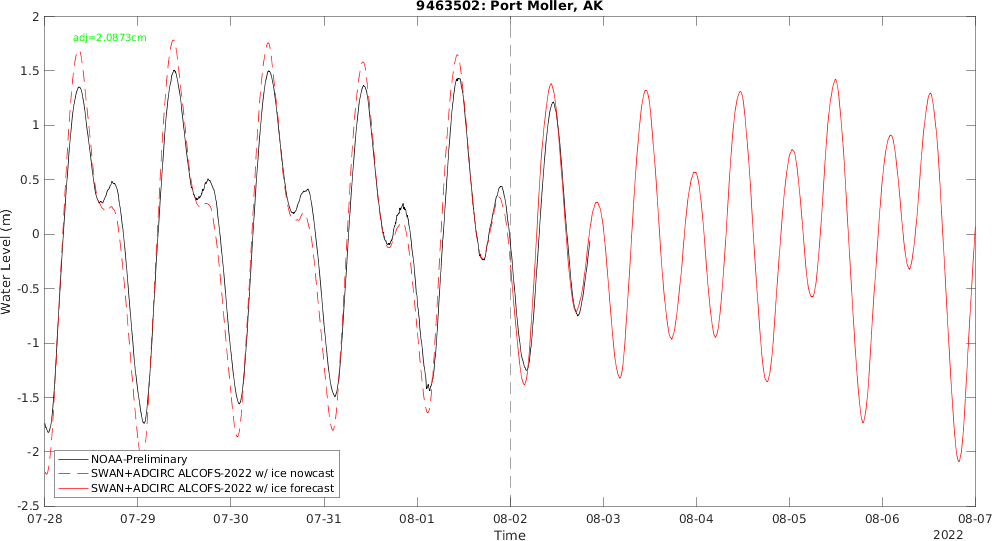 9463502: Port Moller, AK
adj=2.0873cm
2
1.5
1
0.5
0
-0.5
-1
-1.5
-2
-2.5
Water Level (m)
NOAA-Preliminary
SWAN+ADCIRC ALCOFS-2022 w/ ice nowcast
SWAN+ADCIRC ALCOFS-2022 w/ ice forecast
07-28 07-29 07-30 07-31 08-01 08-02 08-03 08-04 08-05 08-06 08-07
Time
2022